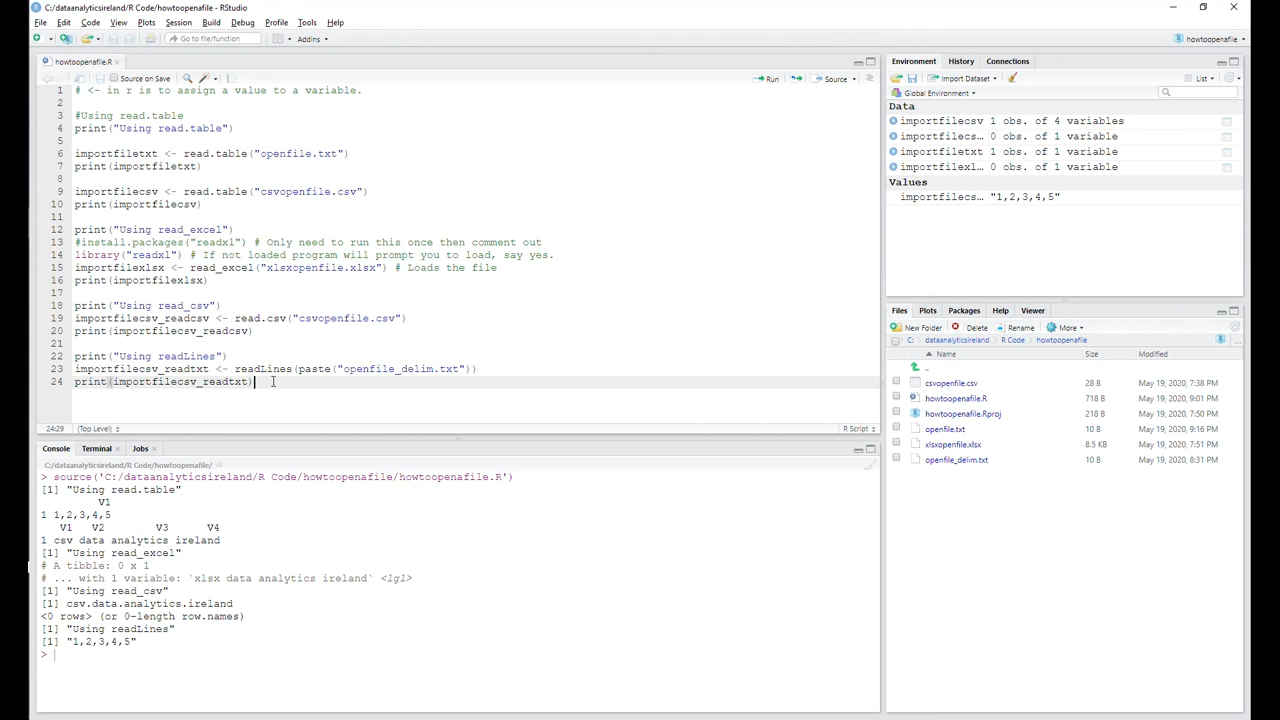 C:/dataanalyticsireland/R Code/howtoopenafile - RStudio
File Edit Code View Plots Session Build Debug Profile Tools Help
Go to file/function Addins howtoopenafile
howtoopenafile.R
Source on Save Run Source
1 # <- in r is to assign a value to a variable.
2
3 #Using read.table
4 print("Using read.table")
5
6 importfiletxt <- read.table("openfile.txt")
7 print(importfiletxt)
8
9 importfilecsv <- read.table("csvopenfile.csv")
10 print(importfilecsv)
11
12 print("Using read_excel")
13 #install.packages("readxl") # Only need to run this once then comment out
14 library("readxl") # If not loaded program will prompt you to load, say yes.
15 importfilexlsx <- read_excel("xlsxopenfile.xlsx") # Loads the file
16 print(importfilexlsx)
17
18 print("Using read_csv")
19 importfilecsv_readcsv <- read.csv("csvopenfile.csv")
20 print(importfilecsv_readcsv)
21
22 print("Using readLines")
23 importfilecsv_readtxt <- readLines(paste("openfile_delim.txt"))
24 print(importfilecsv_readtxt)
24:29 (Top Level) R Script
Console Terminal Jobs
C:/dataanalyticsireland/R Code/howtoopenafile/
> source('C:/dataanalyticsireland/R Code/howtoopenafile/howtoopenafile.R')
[1] "Using read.table"
V1
1 1,2,3,4,5
V1 V2 V3 V4
1 csv data analytics ireland
[1] "Using read_excel"
# A tibble: 0 x 1
# ... with 1 variable: `xlsx data analytics ireland` <lgl>
[1] "Using read_csv"
[1] csv.data.analytics.ireland
<0 rows> (or 0-length row.names)
[1] "Using readLines"
[1] "1,2,3,4,5"
>
Environment History Connections
Import Dataset List
Global Environment
Data
importfilecsv 1 obs. of 4 variables
importfilecs… 0 obs. of 1 variable
importfiletxt 1 obs. of 1 variable
importfilexl… 0 obs. of 1 variable
Values
importfilecs… "1,2,3,4,5"
Files Plots Packages Help Viewer
New Folder Delete Rename More
C: dataanalyticsireland R Code howtoopenafile ...
Name Size Modified
..
csvopenfile.csv 28 B May 19, 2020, 7:38 PM
howtoopenafile.R 718 B May 19, 2020, 9:01 PM
howtoopenafile.Rproj 218 B May 19, 2020, 7:50 PM
openfile.txt 10 B May 19, 2020, 9:16 PM
xlsxopenfile.xlsx 8.5 KB May 19, 2020, 7:51 PM
openfile_delim.txt 10 B May 19, 2020, 8:31 PM